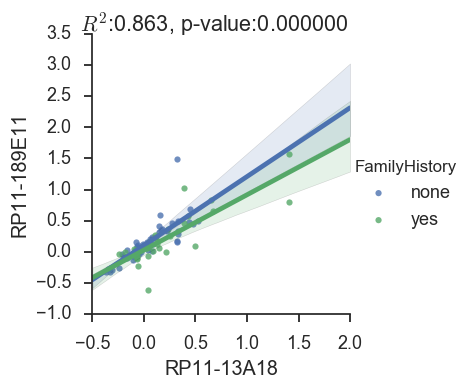 R²:0.863, p-value:0.000000
3.5
3.0
2.5
2.0
1.5
1.0
0.5
0.0
−0.5
−1.0
RP11-189E11
−0.5 0.0 0.5 1.0 1.5 2.0
RP11-13A18
FamilyHistory
none
yes